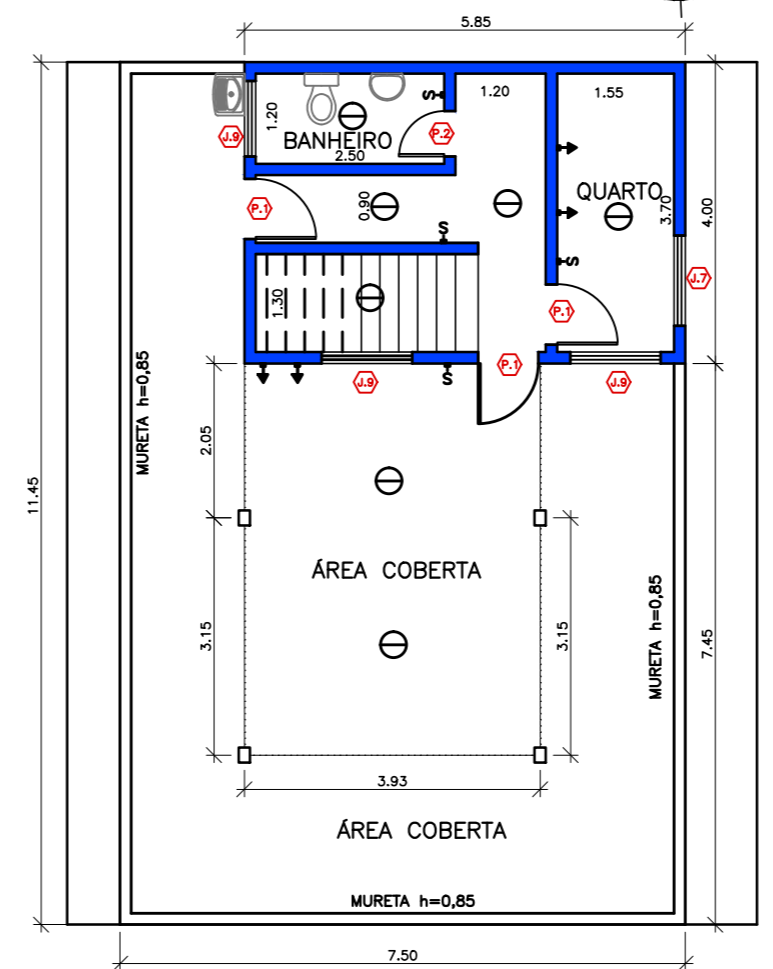 5.85
1.20
1.55
1.20
S
J.9
P.2
BANHEIRO
2.50
QUARTO
3.70
4.00
P.1
0.90
S
S
J.7
1.30
P.1
P.1
J.9
S
J.9
MURETA h=0,85
2.05
11.45
ÁREA COBERTA
MURETA h=0,85
3.15
3.15
7.45
3.93
ÁREA COBERTA
MURETA h=0,85
7.50